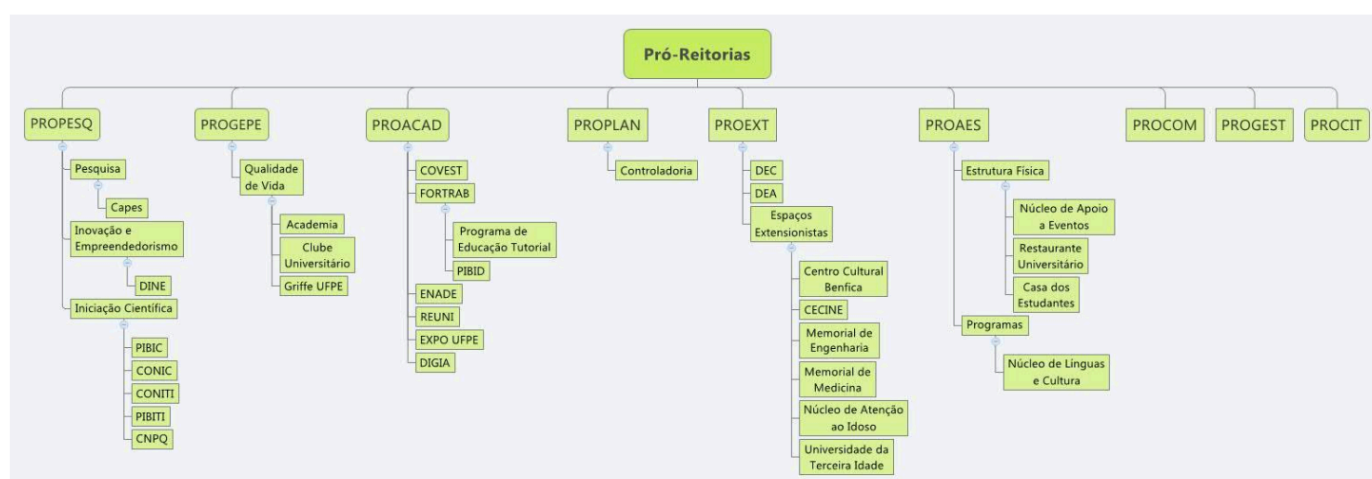 Pró-Reitorias
PROPESQ
PROGEPE
PROACAD
PROPLAN
PROEXT
PROAES
PROCOM
PROGEST
PROCIT
Pesquisa
Capes
Inovação e
Empreendedorismo
DINE
Iniciação Científica
PIBIC
CONIC
CONITI
PIBITI
CNPQ
Qualidade
de Vida
Academia
Clube
Universitário
Griffe UFPE
COVEST
FORTRAB
Programa de
Educação Tutorial
PIBID
ENADE
REUNI
EXPO UFPE
DIGIA
Controladoria
DEC
DEA
Espaços
Extensionistas
Centro Cultural
Benfica
CECINE
Memorial de
Engenharia
Memorial de
Medicina
Núcleo de Atenção
ao Idoso
Universidade da
Terceira Idade
Estrutura Física
Núcleo de Apoio
a Eventos
Restaurante
Universitário
Casa dos
Estudantes
Programas
Núcleo de Línguas
e Cultura